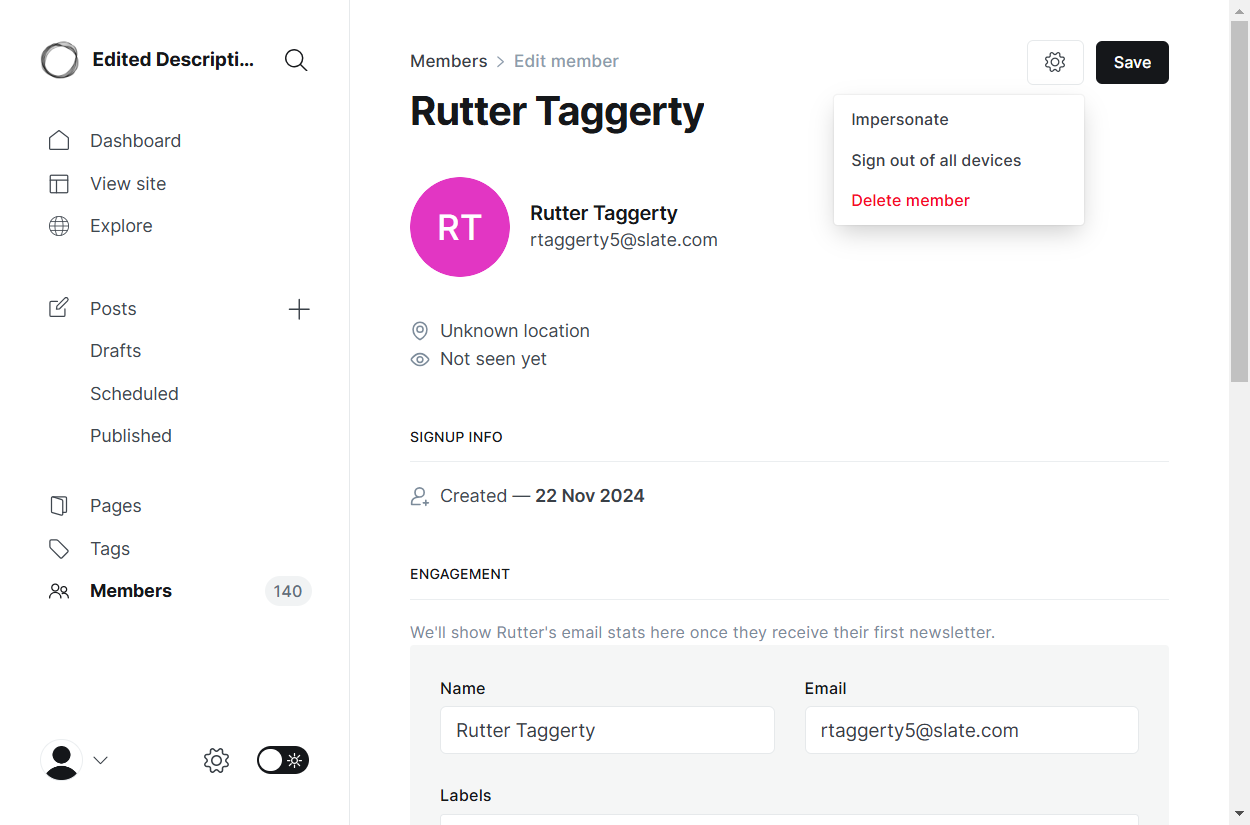 Edited Descripti...
Dashboard
View site
Explore
Posts
Drafts
Scheduled
Published
Pages
Tags
Members 140
Members > Edit member
Save
Rutter Taggerty
Impersonate
Sign out of all devices
Delete member
RT
Rutter Taggerty
rtaggerty5@slate.com
Unknown location
Not seen yet
SIGNUP INFO
Created — 22 Nov 2024
ENGAGEMENT
We'll show Rutter's email stats here once they receive their first newsletter.
Name
Rutter Taggerty
Email
rtaggerty5@slate.com
Labels